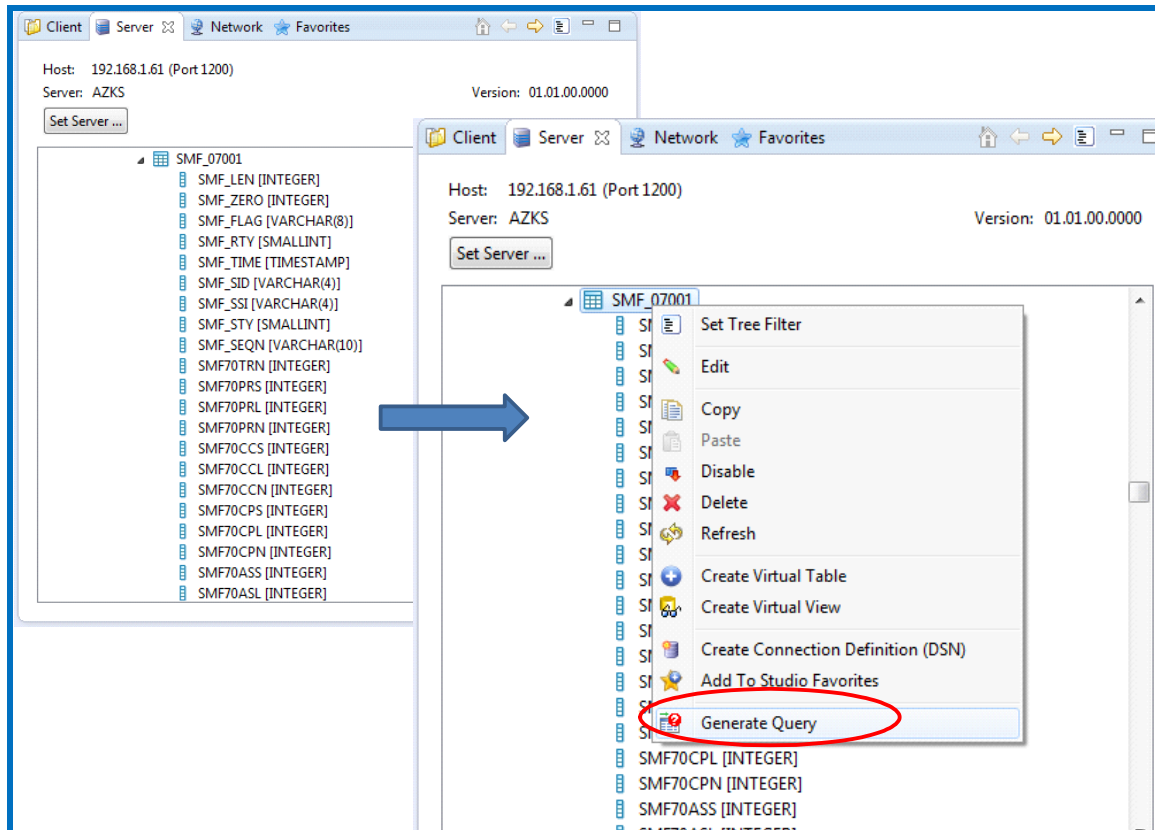 Client Server Network Favorites
Host: 192.168.1.61 (Port 1200)
Server: AZKS Version: 01.01.00.0000
Set Server ...
SMF_07001
SMF_LEN [INTEGER]
SMF_ZERO [INTEGER]
SMF_FLAG [VARCHAR(8)]
SMF_RTY [SMALLINT]
SMF_TIME [TIMESTAMP]
SMF_SID [VARCHAR(4)]
SMF_SSI [VARCHAR(4)]
SMF_STY [SMALLINT]
SMF_SEQN [VARCHAR(10)]
SMF70TRN [INTEGER]
SMF70PRS [INTEGER]
SMF70PRL [INTEGER]
SMF70PRN [INTEGER]
SMF70CCS [INTEGER]
SMF70CCL [INTEGER]
SMF70CCN [INTEGER]
SMF70CPS [INTEGER]
SMF70CPL [INTEGER]
SMF70CPN [INTEGER]
SMF70ASS [INTEGER]
SMF70ASL [INTEGER]
Client Server Network Favorites
Host: 192.168.1.61 (Port 1200)
Server: AZKS Version: 01.01.00.0000
Set Server ...
SMF_07001
Set Tree Filter
Edit
Copy
Paste
Disable
Delete
Refresh
Create Virtual Table
Create Virtual View
Create Connection Definition (DSN)
Add To Studio Favorites
Generate Query
SMF70CPL [INTEGER]
SMF70CPN [INTEGER]
SMF70ASS [INTEGER]